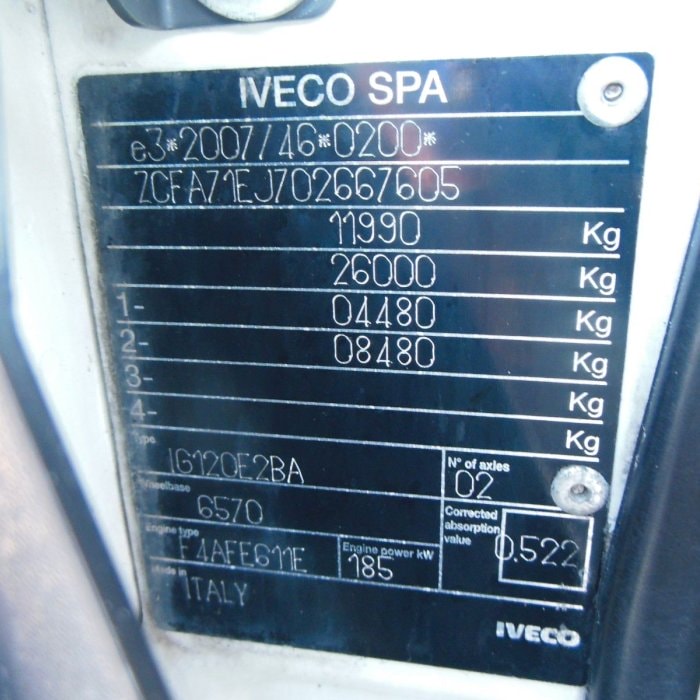 IVECO SPA
e3*2007/46*0200*
ZCFA71EJ702667605
11990 Kg
26000 Kg
1- 04480 Kg
2- 08480 Kg
3- Kg
4- Kg
Type IG120E2BA
N° of axles 02
Wheelbase 6570
Corrected absorption value 0.522
Engine type F4AFE611E
Engine power kW 185
Made in ITALY
IVECO